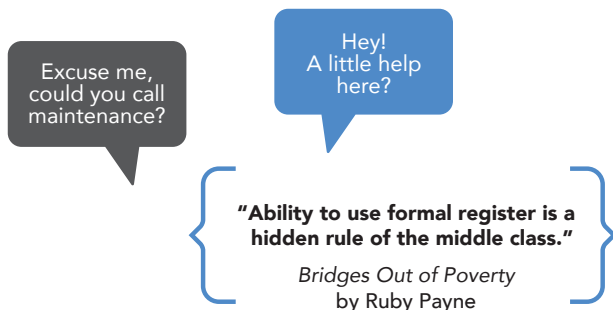 Excuse me,
could you call
maintenance?
Hey!
A little help
here?
"Ability to use formal register is a
hidden rule of the middle class."
Bridges Out of Poverty
by Ruby Payne